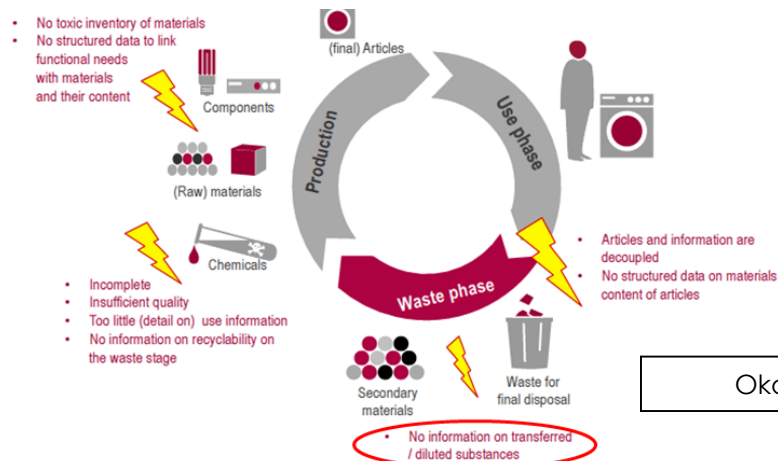 • No toxic inventory of materials
• No structured data to link
functional needs
with materials
and their content
(final) Articles
Components
(Raw) materials
Chemicals
Production
Use phase
Waste phase
• Incomplete
• Insufficient quality
• Too little (detail on) use information
• No information on recyclability on
the waste stage
• Articles and information are
decoupled
• No structured data on materials
content of articles
Secondary
materials
Waste for
final disposal
• No information on transferred
/ diluted substances